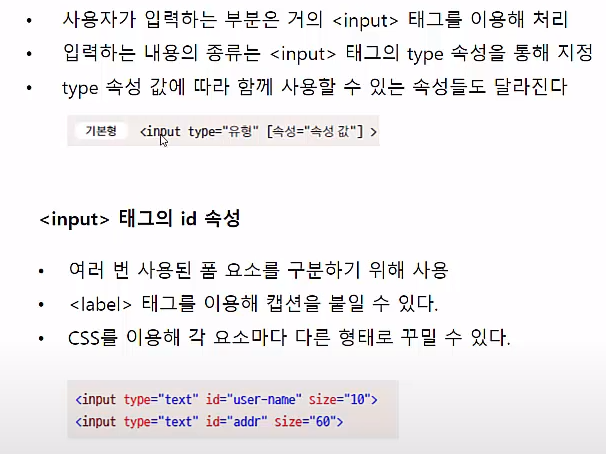 • 사용자가 입력하는 부분은 거의 <input> 태그를 이용해 처리
• 입력하는 내용의 종류는 <input> 태그의 type 속성을 통해 지정
• type 속성 값에 따라 함께 사용할 수 있는 속성들도 달라진다
기본형 <input type="유형" [속성="속성 값"] >
<input> 태그의 id 속성
• 여러 번 사용된 폼 요소를 구분하기 위해 사용
• <label> 태그를 이용해 캡션을 붙일 수 있다.
• CSS를 이용해 각 요소마다 다른 형태로 꾸밀 수 있다.
<input type="text" id="user-name" size="10">
<input type="text" id="addr" size="60">